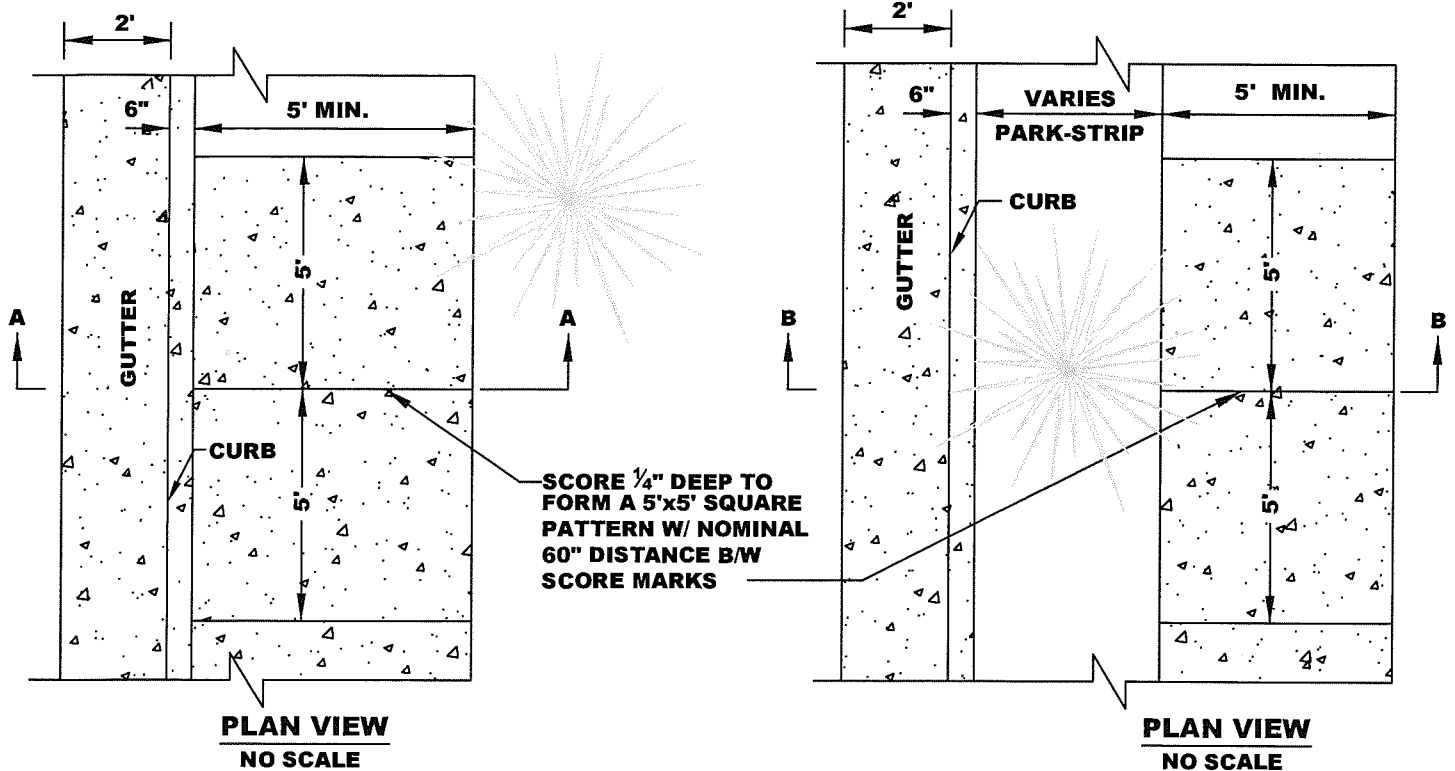 2'
6"
5' MIN.
5'
GUTTER
A
A
CURB
5'
SCORE ¼" DEEP TO
FORM A 5'x5' SQUARE
PATTERN W/ NOMINAL
60" DISTANCE B/W
SCORE MARKS
PLAN VIEW
NO SCALE
2'
6"
VARIES
PARK-STRIP
5' MIN.
CURB
GUTTER
5'
B
B
5'
PLAN VIEW
NO SCALE